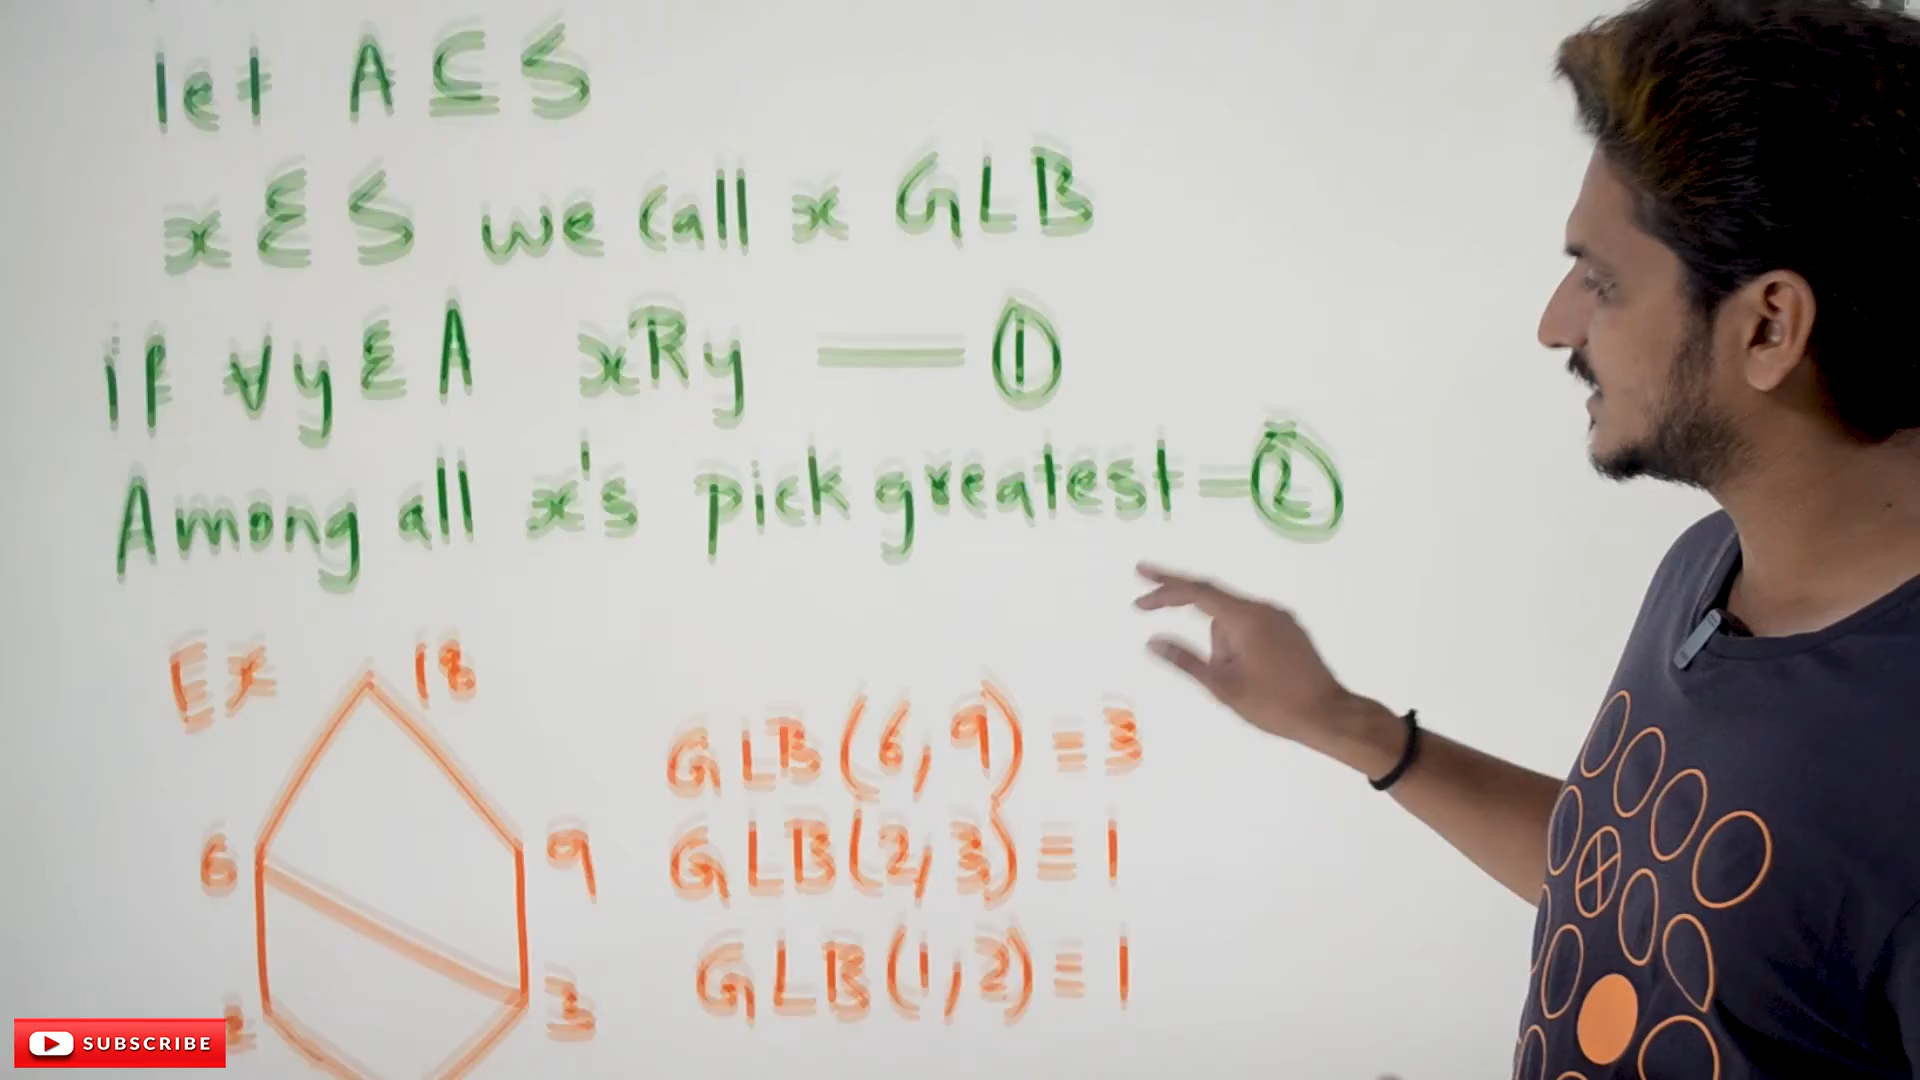 let A ⊆ S
x ∈ S we call x GLB
if ∀y ∈ A xRy — ①
Among all x's pick greatest - ②
Ex
18
6
9
2
3
GLB(6, 9) = 3
GLB(2, 3) = 1
GLB(1, 2) = 1
SUBSCRIBE